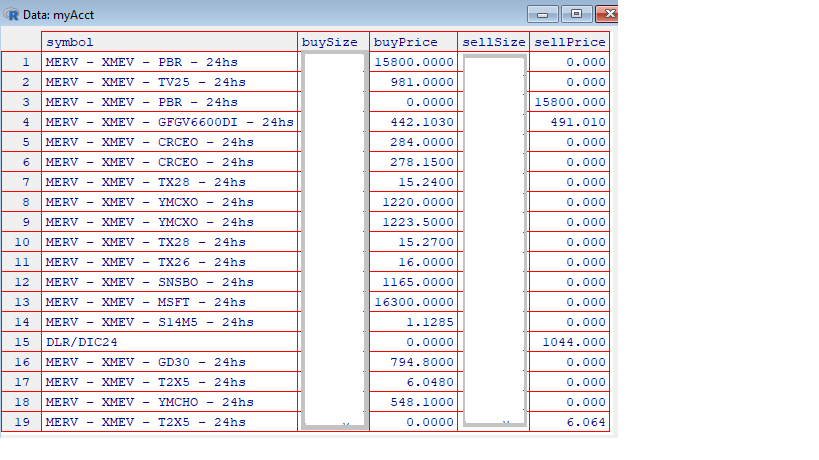 R Data: myAcct
symbol buySize buyPrice sellSize sellPrice
1 MERV - XMEV - PBR - 24hs 15800.0000 0.000
2 MERV - XMEV - TV25 - 24hs 981.0000 0.000
3 MERV - XMEV - PBR - 24hs 0.0000 15800.000
4 MERV - XMEV - GFGV6600DI - 24hs 442.1030 491.010
5 MERV - XMEV - CRCEO - 24hs 284.0000 0.000
6 MERV - XMEV - CRCEO - 24hs 278.1500 0.000
7 MERV - XMEV - TX28 - 24hs 15.2400 0.000
8 MERV - XMEV - YMCXO - 24hs 1220.0000 0.000
9 MERV - XMEV - YMCXO - 24hs 1223.5000 0.000
10 MERV - XMEV - TX28 - 24hs 15.2700 0.000
11 MERV - XMEV - TX26 - 24hs 16.0000 0.000
12 MERV - XMEV - SNSBO - 24hs 1165.0000 0.000
13 MERV - XMEV - MSFT - 24hs 16300.0000 0.000
14 MERV - XMEV - S14M5 - 24hs 1.1285 0.000
15 DLR/DIC24 0.0000 1044.000
16 MERV - XMEV - GD30 - 24hs 794.8000 0.000
17 MERV - XMEV - T2X5 - 24hs 6.0480 0.000
18 MERV - XMEV - YMCHO - 24hs 548.1000 0.000
19 MERV - XMEV - T2X5 - 24hs 0.0000 6.064